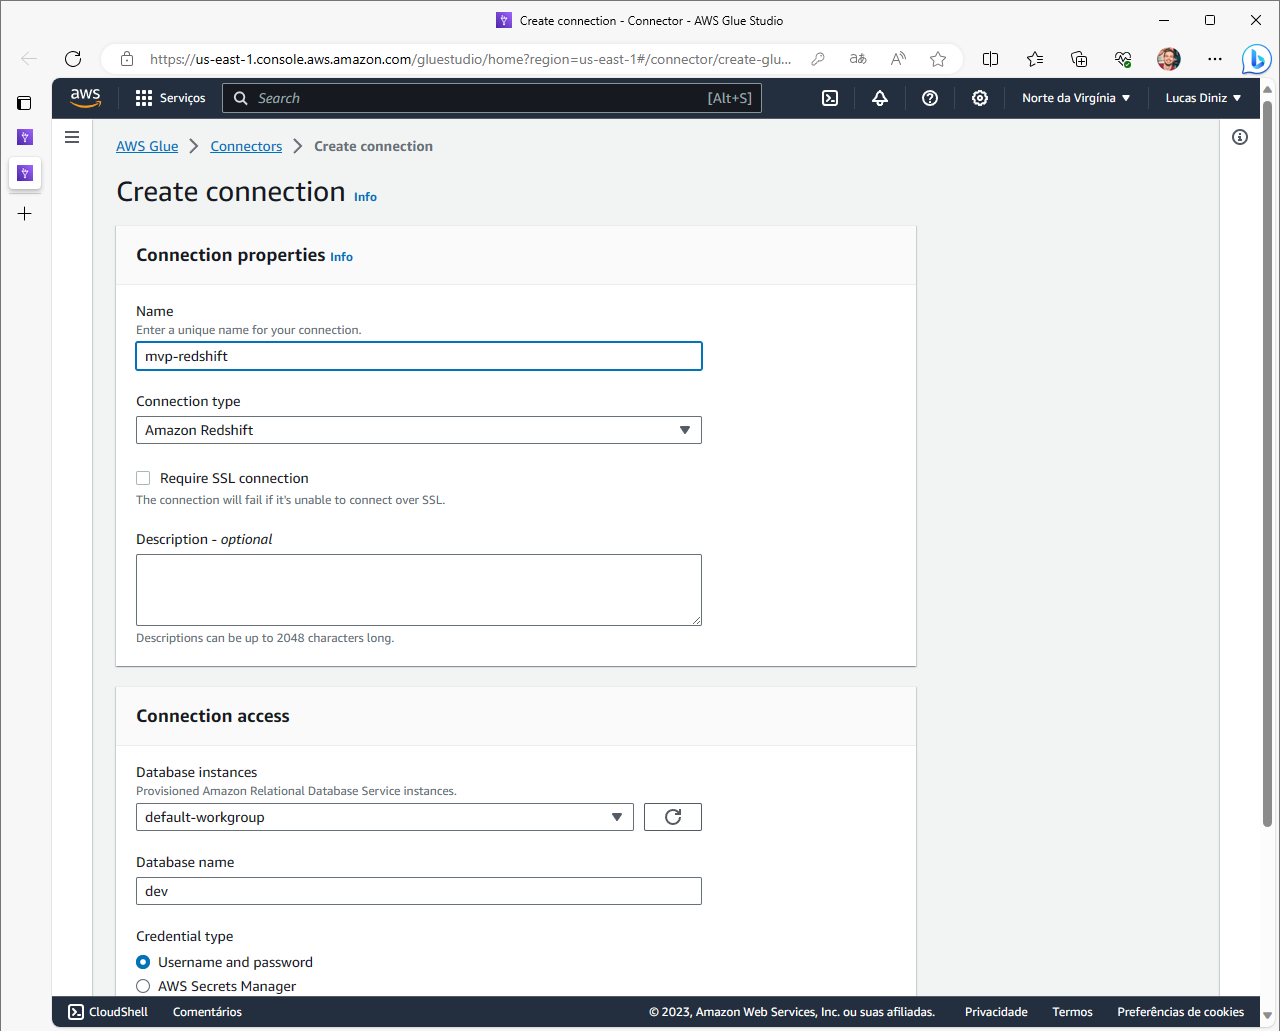 Create connection - Connector - AWS Glue Studio
https://us-east-1.console.aws.amazon.com/gluestudio/home?region=us-east-1#/connector/create-glu...
aws
Serviços
Search
[Alt+S]
Norte da Virgínia
Lucas Diniz
AWS Glue
Connectors
Create connection
Create connection Info
Connection properties Info
Name
Enter a unique name for your connection.
mvp-redshift
Connection type
Amazon Redshift
Require SSL connection
The connection will fail if it's unable to connect over SSL.
Description - optional
Descriptions can be up to 2048 characters long.
Connection access
Database instances
Provisioned Amazon Relational Database Service instances.
default-workgroup
Database name
dev
Credential type
Username and password
AWS Secrets Manager
CloudShell
Comentários
© 2023, Amazon Web Services, Inc. ou suas afiliadas.
Privacidade
Termos
Preferências de cookies